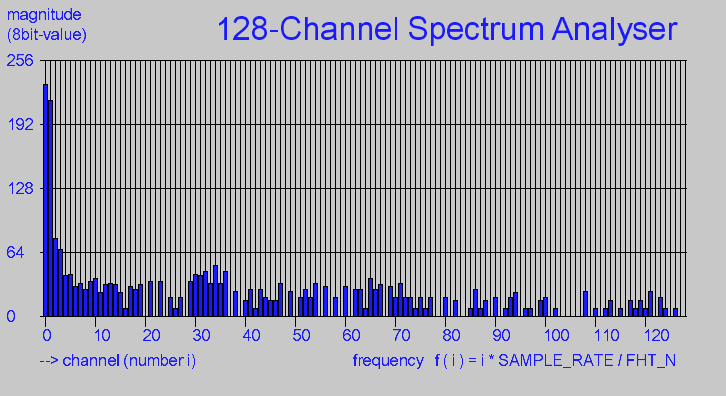 magnitude
(8bit-value)
128-Channel Spectrum Analyser
256
192
128
64
0
0 10 20 30 40 50 60 70 80 90 100 110 120
--> channel (number i) frequency f ( i ) = i * SAMPLE_RATE / FHT_N